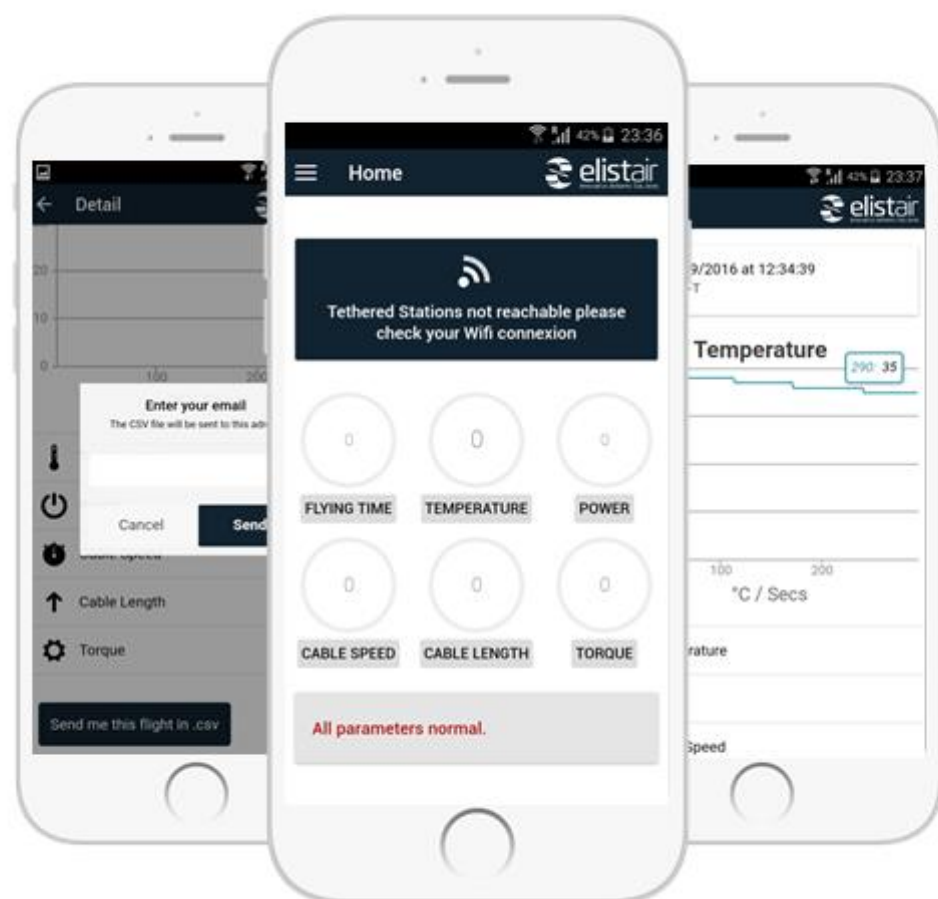 Detail
20
10
0
100
200
Enter your email
The CSV file will be sent to this
Cancel
Send
Cable Speed
Cable Length
Torque
Send me this flight in .csv
42% 23:36
Home
elistair
Tethered Stations not reachable please
check your Wifi connexion
0 0 0
FLYING TIME TEMPERATURE POWER
0 0 0
CABLE SPEED CABLE LENGTH TORQUE
All parameters normal.
42% 23:37
elistair
9/2016 at 12:34:39
-T
Temperature
290: 35
100 200
°C / Secs
rature
Speed